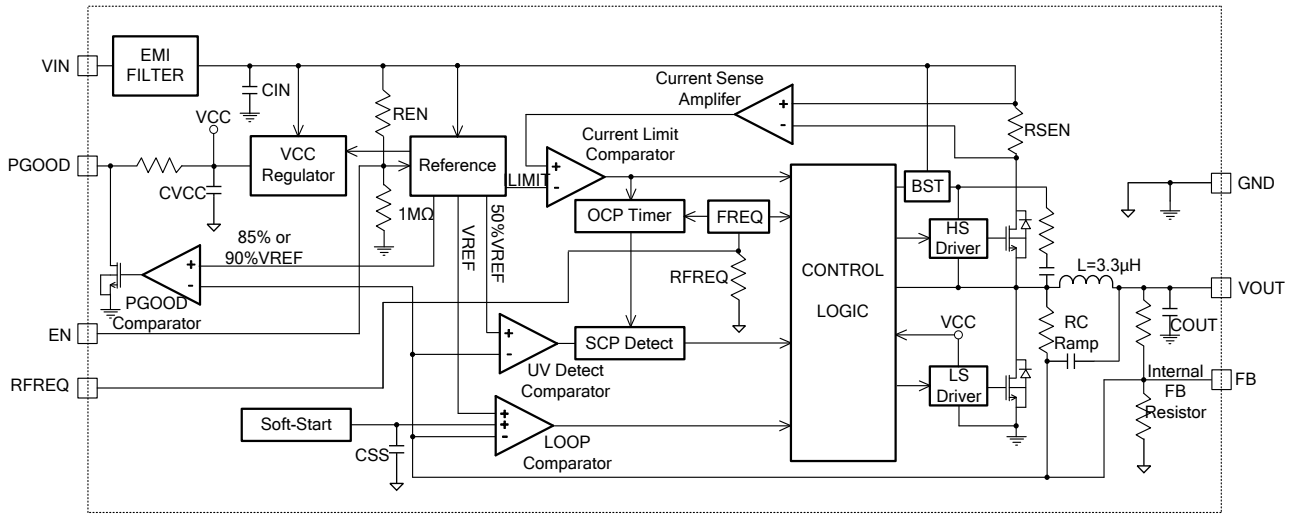 EMI
FILTER
VIN
CIN
VCC
REN
Current Sense
Amplifer
+
-
RSEN
PGOOD
VCC
Regulator
Reference
Current Limit
Comparator
ILIMIT
+
-
CVCC
1MΩ
OCP Timer
FREQ
BST
GND
85% or
90%VREF
VREF
50%VREF
HS
Driver
+
-
PGOOD
Comparator
RFREQ
CONTROL
LOGIC
L=3.3µH
VOUT
EN
+
-
SCP Detect
UV Detect
Comparator
VCC
RC
Ramp
COUT
RFREQ
LS
Driver
Internal
FB
Resistor
FB
Soft-Start
CSS
+
+
-
LOOP
Comparator